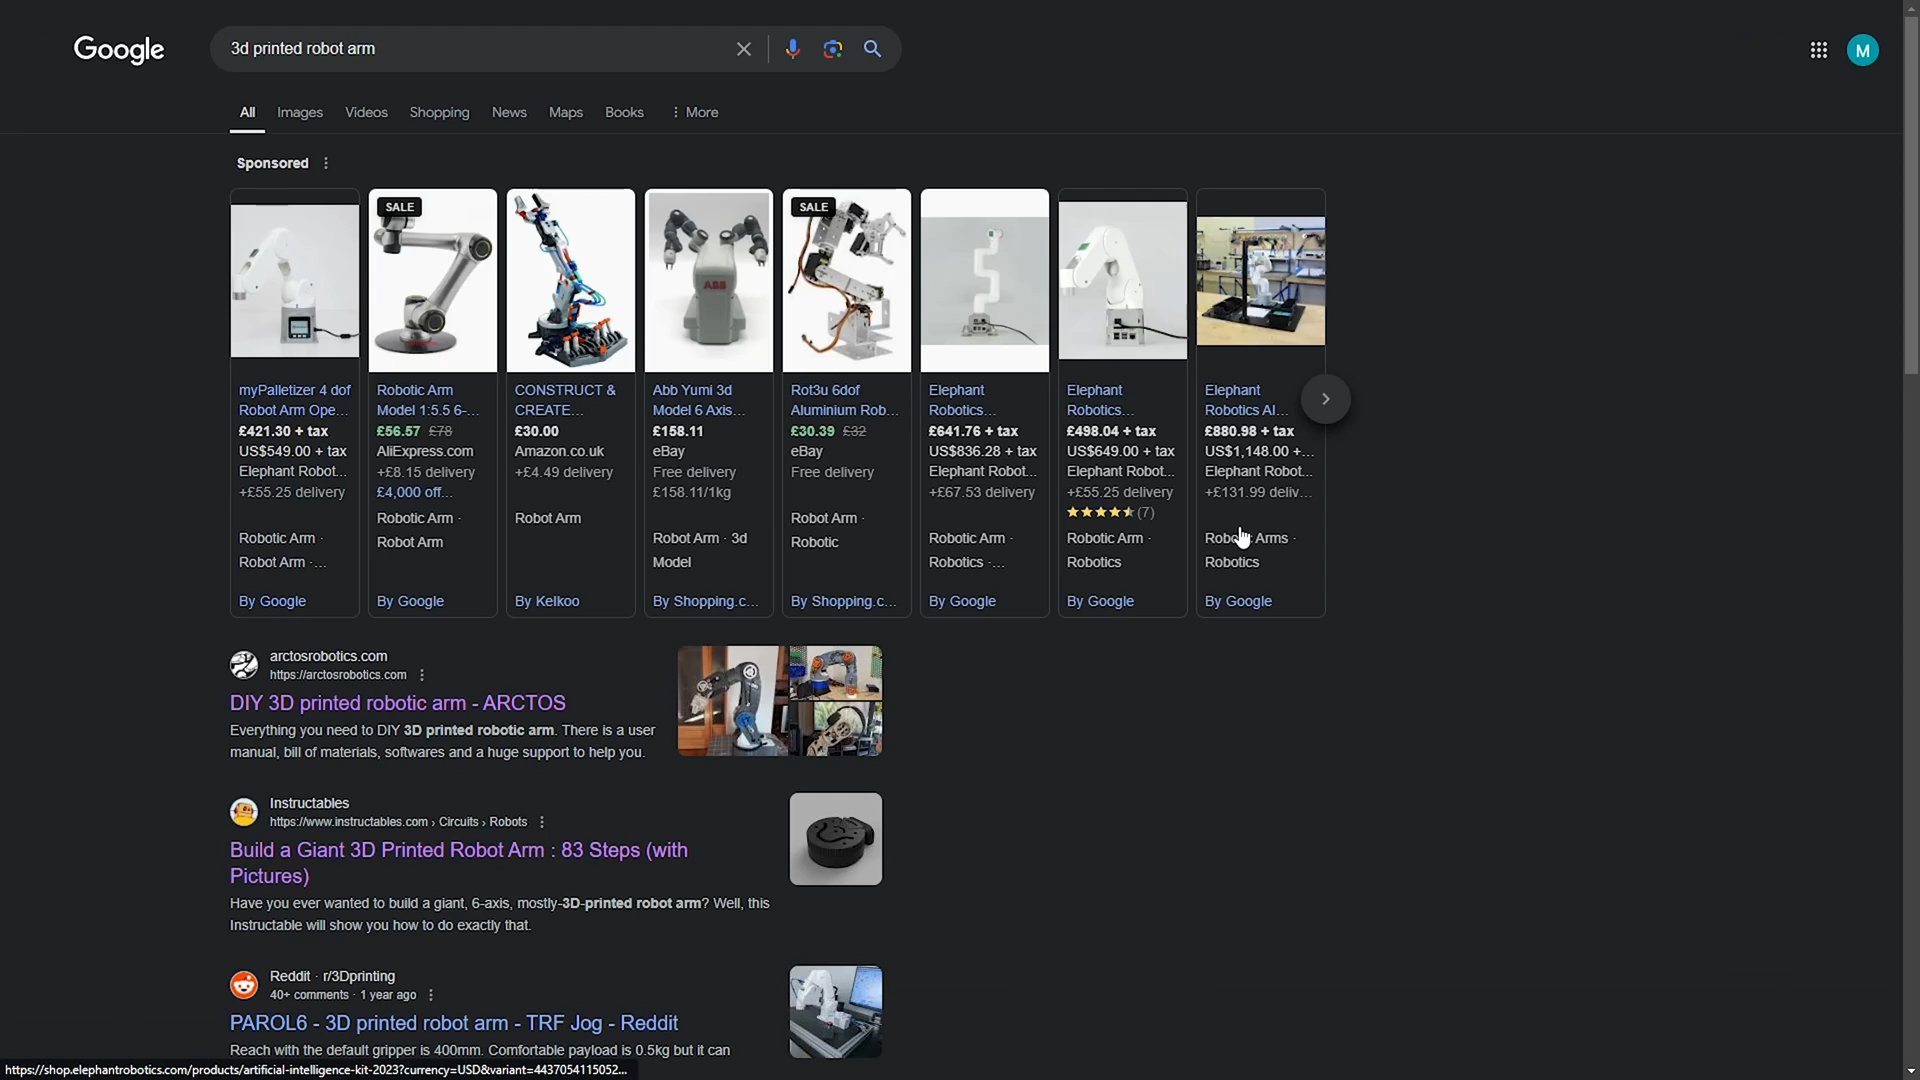 Google
3d printed robot arm
M
All Images Videos Shopping News Maps Books More
Sponsored
SALE
ABB
SALE
myPalletizer 4 dof
Robot Arm Ope...
£421.30 + tax
US$549.00 + tax
Elephant Robot...
+£55.25 delivery
Robotic Arm ·
Robot Arm ·...
By Google
Robotic Arm
Model 1:5.5 6-...
£56.57 £78
AliExpress.com
+£8.15 delivery
£4,000 off...
Robotic Arm ·
Robot Arm
By Google
CONSTRUCT &
CREATE...
£30.00
Amazon.co.uk
+£4.49 delivery
Robot Arm
By Kelkoo
Abb Yumi 3d
Model 6 Axis...
£158.11
eBay
Free delivery
£158.11/1kg
Robot Arm · 3d
Model
By Shopping.c...
Rot3u 6dof
Aluminium Rob...
£30.39 £32
eBay
Free delivery
Robot Arm ·
Robotic
By Shopping.c...
Elephant
Robotics...
£641.76 + tax
US$836.28 + tax
Elephant Robot...
+£67.53 delivery
Robotic Arm ·
Robotics ·...
By Google
Elephant
Robotics...
£498.04 + tax
US$649.00 + tax
Elephant Robot...
+£55.25 delivery
(7)
Robotic Arm ·
Robotics
By Google
Elephant
Robotics AI...
£880.98 + tax
US$1,148.00 +...
Elephant Robot...
+£131.99 deliv...
Robotic Arms ·
Robotics
By Google
arctosrobotics.com
https://arctosrobotics.com
DIY 3D printed robotic arm - ARCTOS
Everything you need to DIY 3D printed robotic arm. There is a user
manual, bill of materials, softwares and a huge support to help you.
Instructables
https://www.instructables.com › Circuits › Robots
Build a Giant 3D Printed Robot Arm : 83 Steps (with
Pictures)
Have you ever wanted to build a giant, 6-axis, mostly-3D-printed robot arm? Well, this
Instructable will show you how to do exactly that.
Reddit · r/3Dprinting
40+ comments · 1 year ago
PAROL6 - 3D printed robot arm - TRF Jog - Reddit
Reach with the default gripper is 400mm. Comfortable payload is 0.5kg but it can
https://shop.elephantrobotics.com/products/artificial-intelligence-kit-2023?currency=USD&variant=4437054115052...